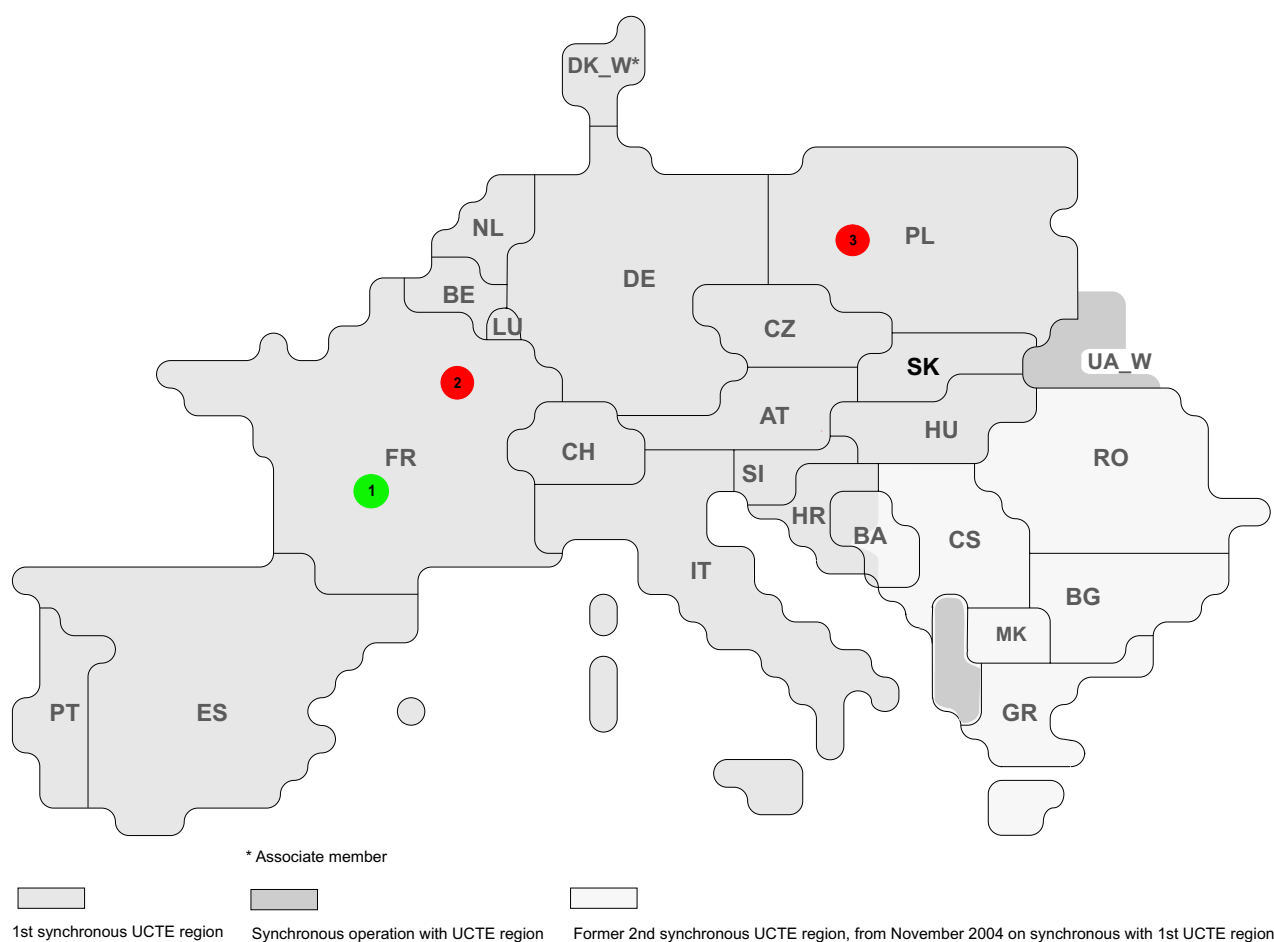 DK_W*
NL
PL
3
DE
BE
CZ
LU
UA_W
SK
2
AT
HU
FR
CH
RO
SI
1
HR
BA
CS
IT
BG
MK
PT
ES
GR
* Associate member
1st synchronous UCTE region
Synchronous operation with UCTE region
Former 2nd synchronous UCTE region, from November 2004 on synchronous with 1st UCTE region